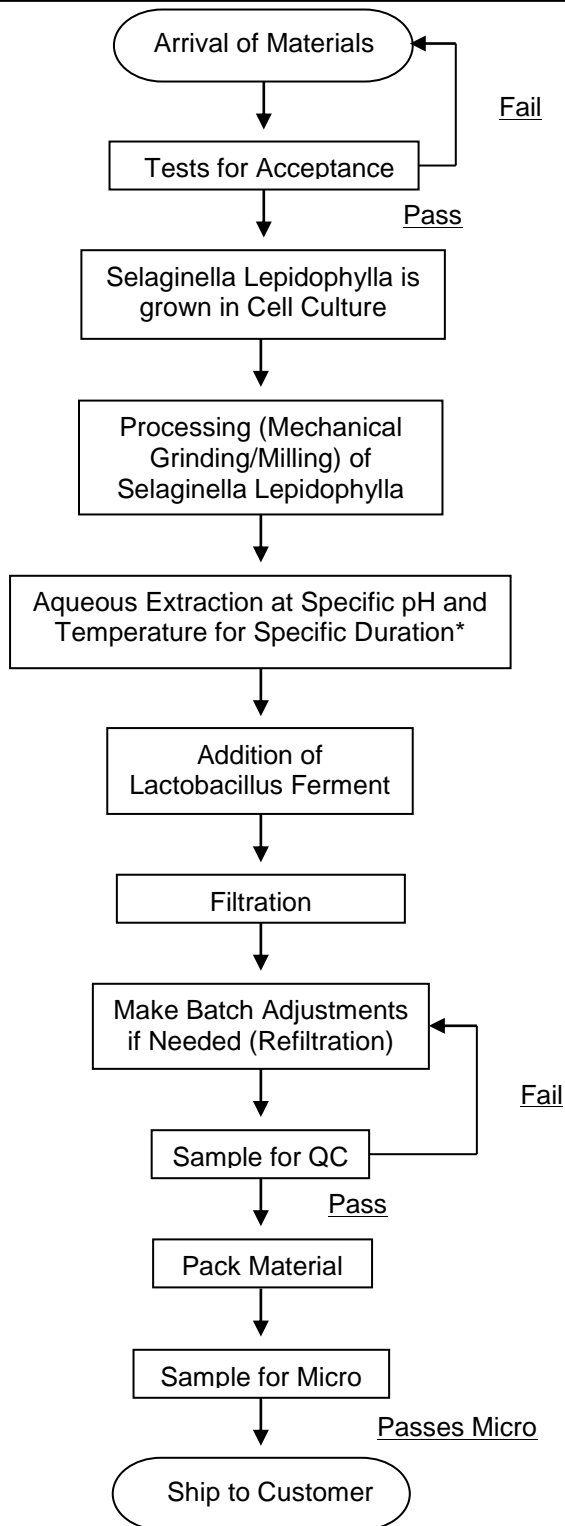 Arrival of Materials
Fail
Tests for Acceptance
Pass
Selaginella Lepidophylla is
grown in Cell Culture
Processing (Mechanical
Grinding/Milling) of
Selaginella Lepidophylla
Aqueous Extraction at Specific pH and
Temperature for Specific Duration*
Addition of
Lactobacillus Ferment
Filtration
Make Batch Adjustments
if Needed (Refiltration)
Fail
Sample for QC
Pass
Pack Material
Sample for Micro
Passes Micro
Ship to Customer